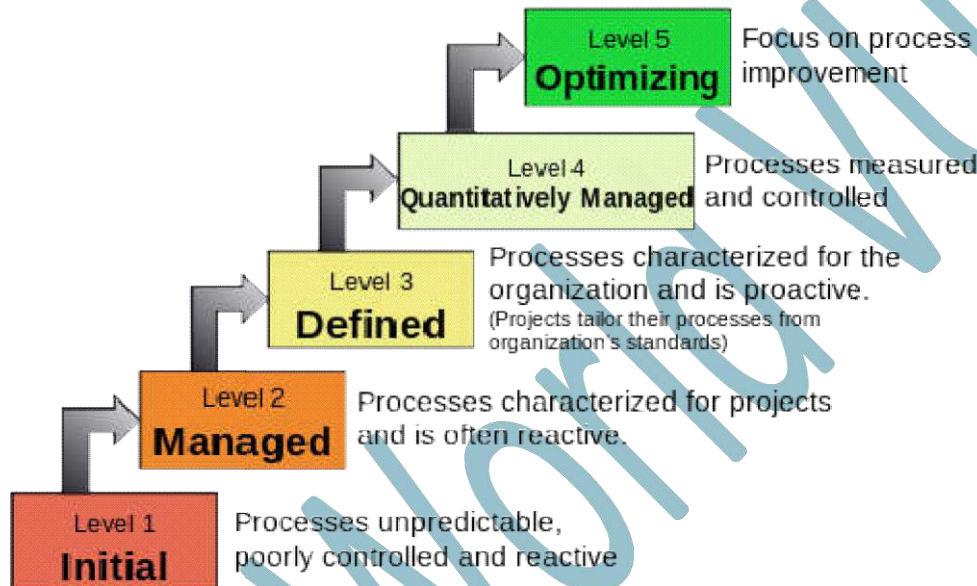 Level 5
Optimizing
Focus on process
improvement
Level 4
Quantitatively Managed
Processes measured
and controlled
Level 3
Defined
Processes characterized for the
organization and is proactive.
(Projects tailor their processes from
organization's standards)
Level 2
Managed
Processes characterized for projects
and is often reactive.
Level 1
Initial
Processes unpredictable,
poorly controlled and reactive